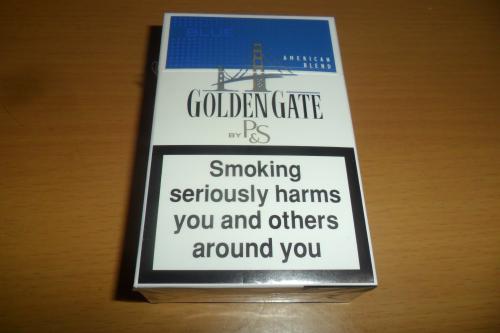 BLUE
AMERICAN
BLEND
GOLDEN GATE
BY P&S
Smoking
seriously harms
you and others
around you